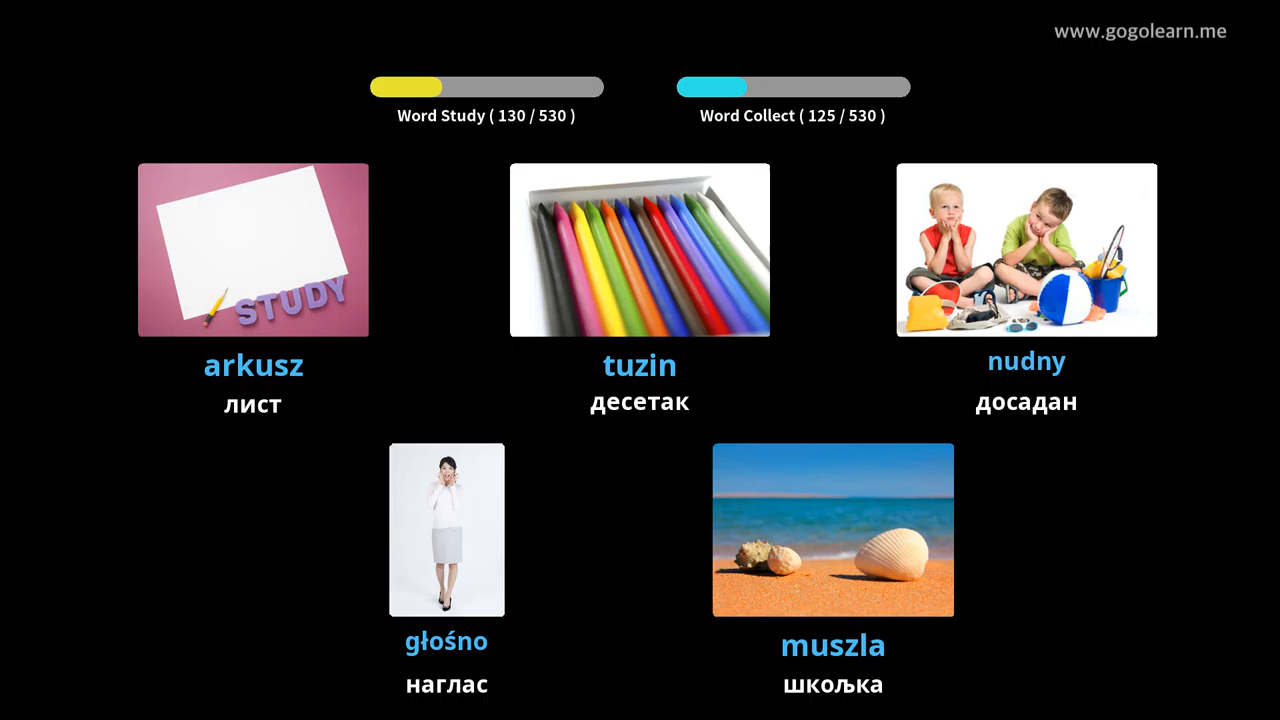 www.gogolearn.me
Word Study ( 130 / 530 )
Word Collect ( 125 / 530 )
STUDY
arkusz
лист
tuzin
десетак
nudny
досадан
głośno
наглас
muszla
шкољка